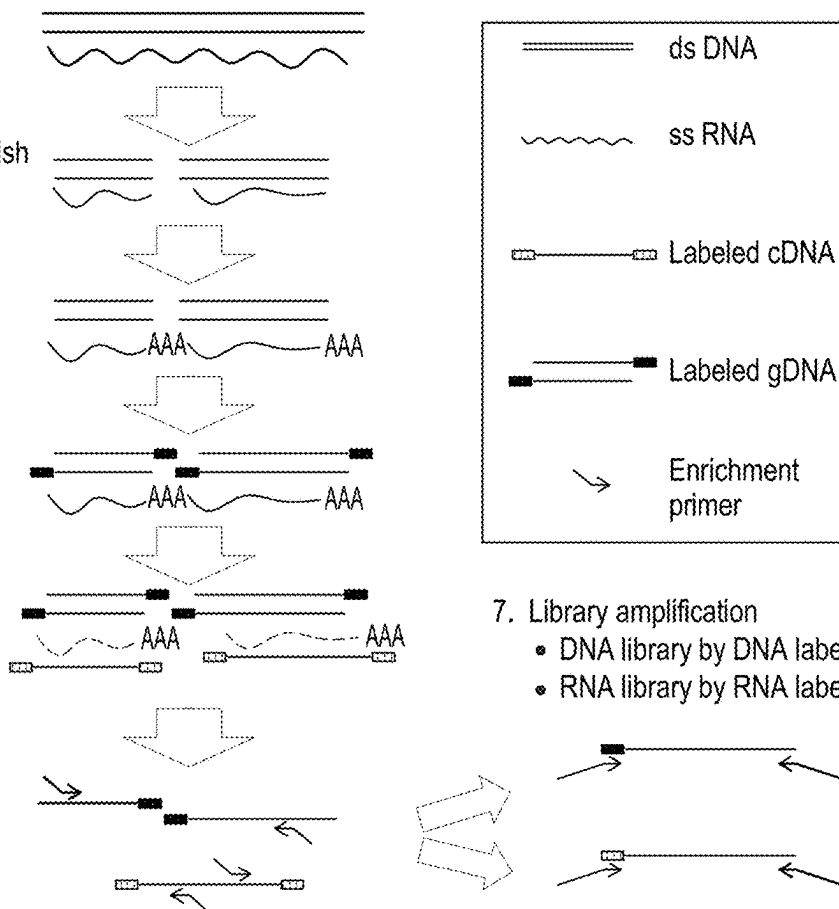 ds DNA
ish
ss RNA
Labeled cDNA
AAA AAA
Labeled gDNA
AAA AAA
Enrichment
primer
AAA AAA
7. Library amplification
• DNA library by DNA labe
• RNA library by RNA labe